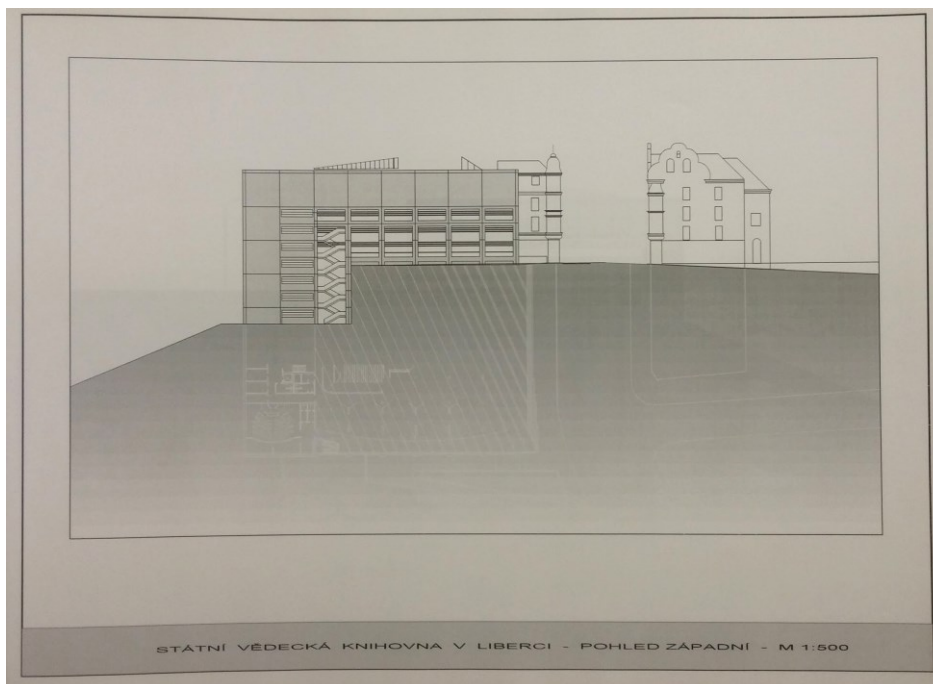 STÁTNÍ VĚDECKÁ KNIHOVNA V LIBERCI - POHLED ZÁPADNÍ - M 1:500